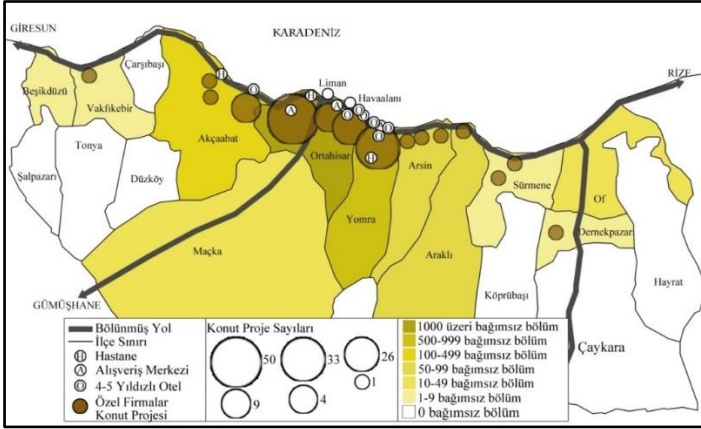 GİRESUN
KARADENİZ
RİZE
Çarşıbaşı
Liman
Havaalanı
Beşikdüzü
Vakfıkebir
Akçaabat
Tonya
Şalpazarı
Düzköy
Ortahisar
Arsin
Yomra
Sürmene
Of
Dernekpazar
Maçka
Araklı
Köprübaşı
Hayrat
Çaykara
GÜMÜŞHANE
Bölünmüş Yol
İlçe Sınırı
H Hastane
A Alışveriş Merkezi
O 4-5 Yıldızlı Otel
Özel Firmalar
Konut Projesi
Konut Proje Sayıları
50 33 26
1
9 4
1000 üzeri bağımsız bölüm
500-999 bağımsız bölüm
100-499 bağımsız bölüm
50-99 bağımsız bölüm
10-49 bağımsız bölüm
1-9 bağımsız bölüm
0 bağımsız bölüm